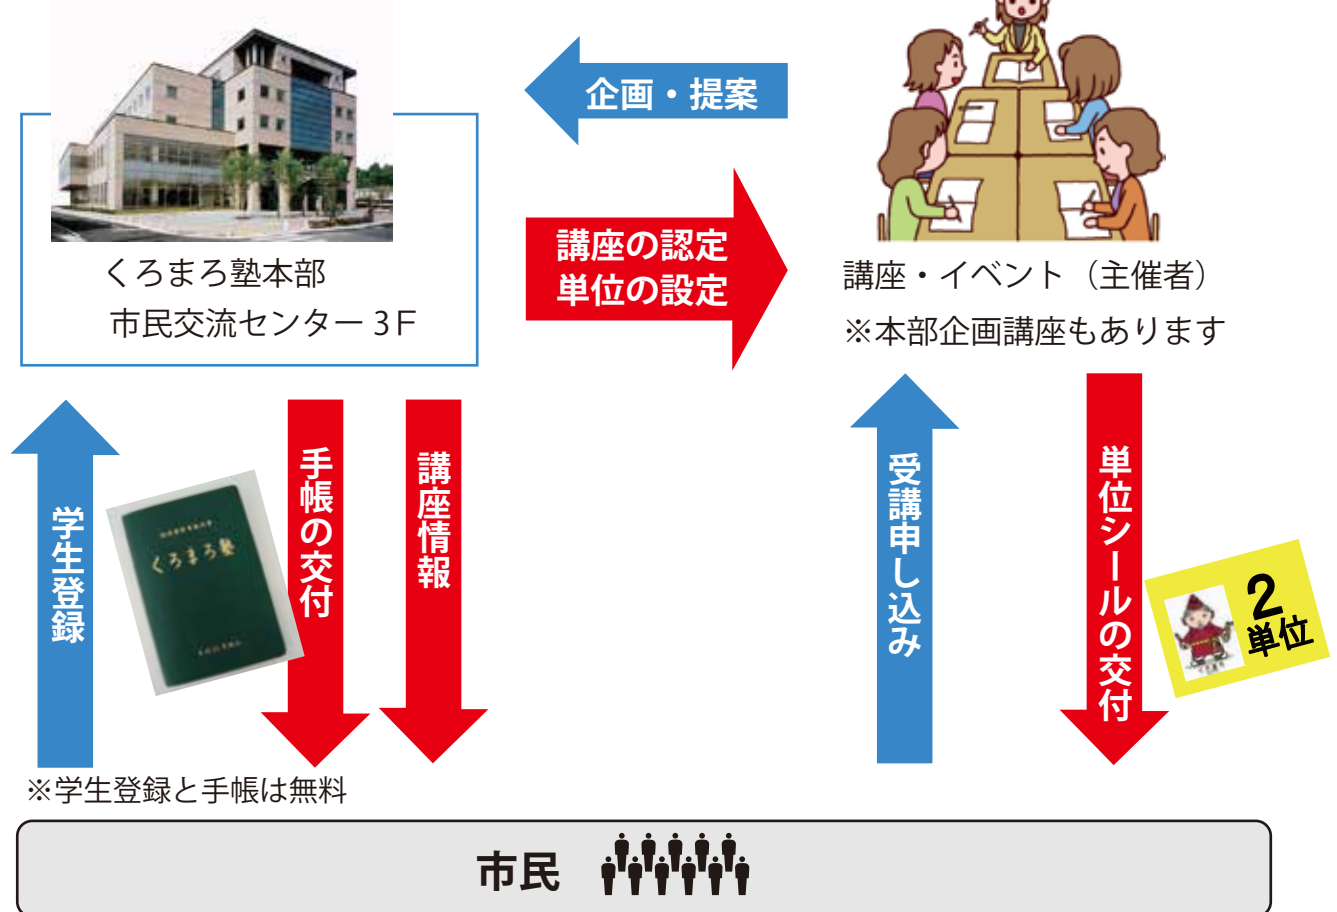 企画・提案
講座の認定
単位の設定
くろまろ塾本部
市民交流センター 3F
講座・イベント（主催者）
※本部企画講座もあります
学生登録
くろまろ塾
手帳の交付
講座情報
受講申し込み
単位シールの交付
2
単位
※学生登録と手帳は無料
市民